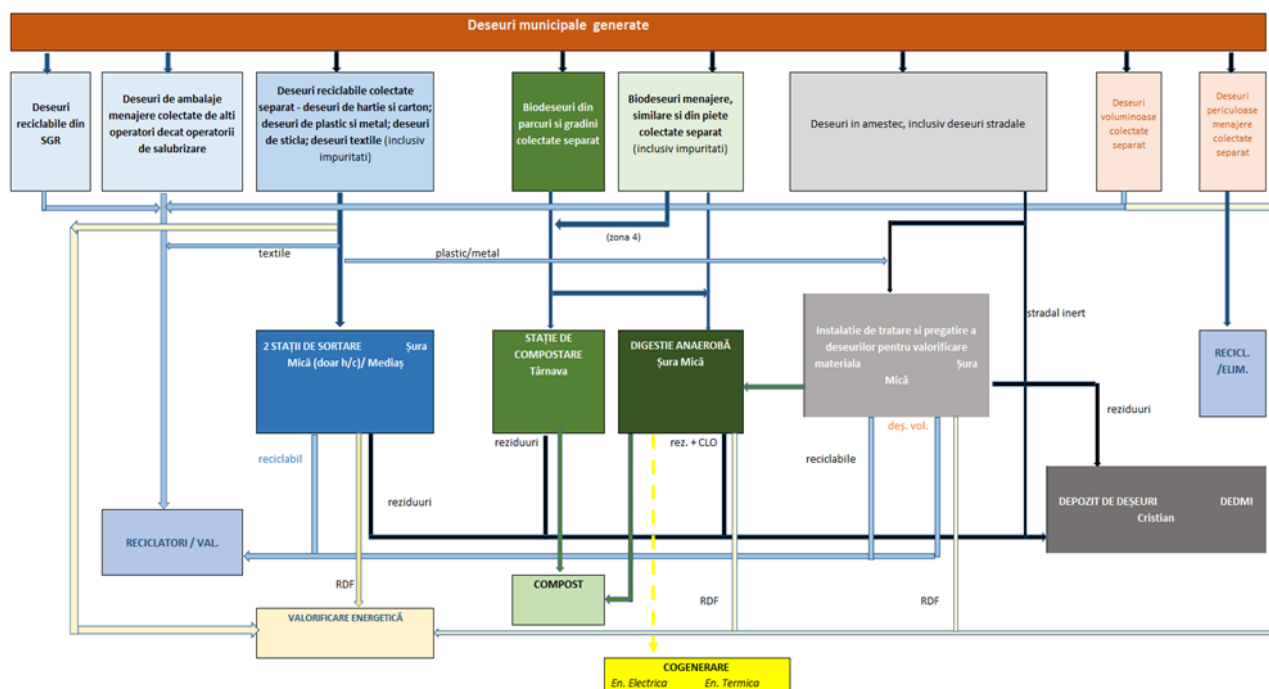 Deseuri municipale generate
Deseuri
reciclabile din
SGR
Deseuri de ambalaje
menajere colectate de alti
operatori decat operatorii
de salubrizare
Deseuri reciclabile colectate
separat - deseuri de hartie si carton;
deseuri de plastic si metal; deseuri
de sticla; deseuri textile (inclusiv
impuritati)
Biodeseuri din
parcuri si gradini
colectate separat
Biodeseuri menajere,
similare si din piete
colectate separat
(inclusiv impuritati)
Deseuri in amestec, inclusiv deseuri stradale
Deseuri
voluminoase
colectate
separat
Deseuri
periculoase
menajere
colectate
separat
(zona 4)
textile
plastic/metal
stradal inert
2 STAȚII DE SORTARE Șura
Mică (doar h/c)/ Mediaș
STAȚIE DE
COMPOSTARE
Târnava
DIGESTIE ANAEROBĂ
Șura Mică
Instalatie de tratare si pregatire a
deseurilor pentru valorificare
materiala Șura
Mică
RECICL.
/ELIM.
reziduuri
deș. vol.
reziduuri
rez. + CLO
reciclabil
reciclabile
reziduuri
DEPOZIT DE DEȘEURI DEDMI
Cristian
RECICLATORI / VAL.
RDF
COMPOST
RDF
RDF
VALORIFICARE ENERGETICĂ
COGENERARE
En. Electrica En. Termica